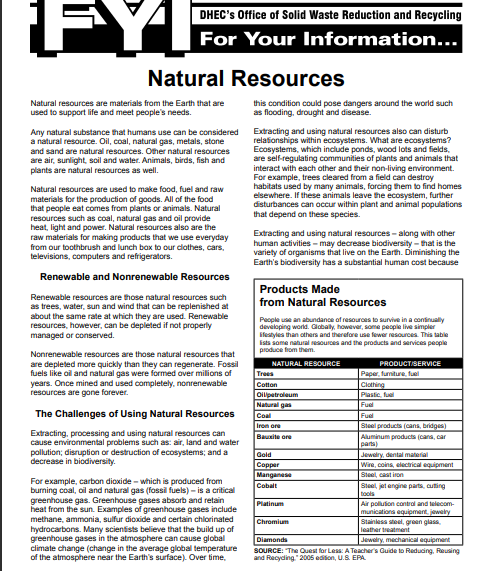 FYI
DHEC's Office of Solid Waste Reduction and Recycling
For Your Information...
Natural Resources
Natural resources are materials from the Earth that are
used to support life and meet people's needs.
Any natural substance that humans use can be considered
a natural resource. Oil, coal, natural gas, metals, stone
and sand are natural resources. Other natural resources
are air, sunlight, soil and water. Animals, birds, fish and
plants are natural resources as well.
Natural resources are used to make food, fuel and raw
materials for the production of goods. All of the food
that people eat comes from plants or animals. Natural
resources such as coal, natural gas and oil provide
heat, light and power. Natural resources also are the
raw materials for making products that we use everyday
from our toothbrush and lunch box to our clothes, cars,
televisions, computers and refrigerators.
Renewable and Nonrenewable Resources
Renewable resources are those natural resources such
as trees, water, sun and wind that can be replenished at
about the same rate at which they are used. Renewable
resources, however, can be depleted if not properly
managed or conserved.
Nonrenewable resources are those natural resources that
are depleted more quickly than they can regenerate. Fossil
fuels like oil and natural gas were formed over millions of
years. Once mined and used completely, nonrenewable
resources are gone forever.
The Challenges of Using Natural Resources
Extracting, processing and using natural resources can
cause environmental problems such as: air, land and water
pollution; disruption or destruction of ecosystems; and a
decrease in biodiversity.
For example, carbon dioxide – which is produced from
burning coal, oil and natural gas (fossil fuels) – is a critical
greenhouse gas. Greenhouse gases absorb and retain
heat from the sun. Examples of greenhouse gases include
methane, ammonia, sulfur dioxide and certain chlorinated
hydrocarbons. Many scientists believe that the build up of
greenhouse gases in the atmosphere can cause global
climate change (change in the average global temperature
of the atmosphere near the Earth's surface). Over time,
this condition could pose dangers around the world such
as flooding, drought and disease.
Extracting and using natural resources also can disturb
relationships within ecosystems. What are ecosystems?
Ecosystems, which include ponds, wood lots and fields,
are self-regulating communities of plants and animals that
interact with each other and their non-living environment.
For example, trees cleared from a field can destroy
habitats used by many animals, forcing them to find homes
elsewhere. If these animals leave the ecosystem, further
disturbances can occur within plant and animal populations
that depend on these species.
Extracting and using natural resources – along with other
human activities – may decrease biodiversity – that is the
variety of organisms that live on the Earth. Diminishing the
Earth's biodiversity has a substantial human cost because
Products Made
from Natural Resources
People use an abundance of resources to survive in a continually
developing world. Globally, however, some people live simpler
lifestyles than others and therefore use fewer resources. This table
lists some natural resources and the products and services people
produce from them.
NATURAL RESOURCE PRODUCT/SERVICE
Trees Paper, furniture, fuel
Cotton Clothing
Oil/petroleum Plastic, fuel
Natural gas Fuel
Coal Fuel
Iron ore Steel products (cans, bridges)
Bauxite ore Aluminum products (cans, car
parts)
Gold Jewelry, dental material
Copper Wire, coins, electrical equipment
Manganese Steel, cast iron
Cobalt Steel, jet engine parts, cutting
tools
Platinum Air pollution control and telecom-
munications equipment, jewelry
Chromium Stainless steel, green glass,
leather treatment
Diamonds Jewelry, mechanical equipment
SOURCE: "The Quest for Less: A Teacher's Guide to Reducing, Reusing
and Recycling," 2005 edition, U.S. EPA.